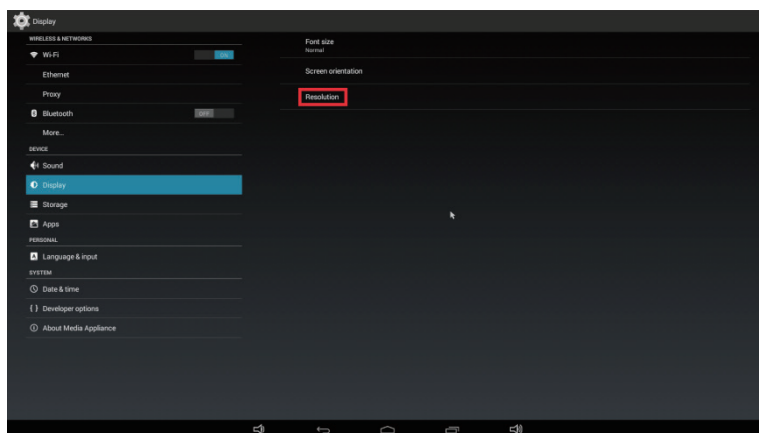 Display
WIRELESS & NETWORKS
Wi-Fi
ON
Ethernet
Proxy
Bluetooth
OFF
More...
DEVICE
Sound
Display
Storage
Apps
PERSONAL
A Language & input
SYSTEM
Date & time
{ } Developer options
About Media Appliance
Font size
Normal
Screen orientation
Resolution